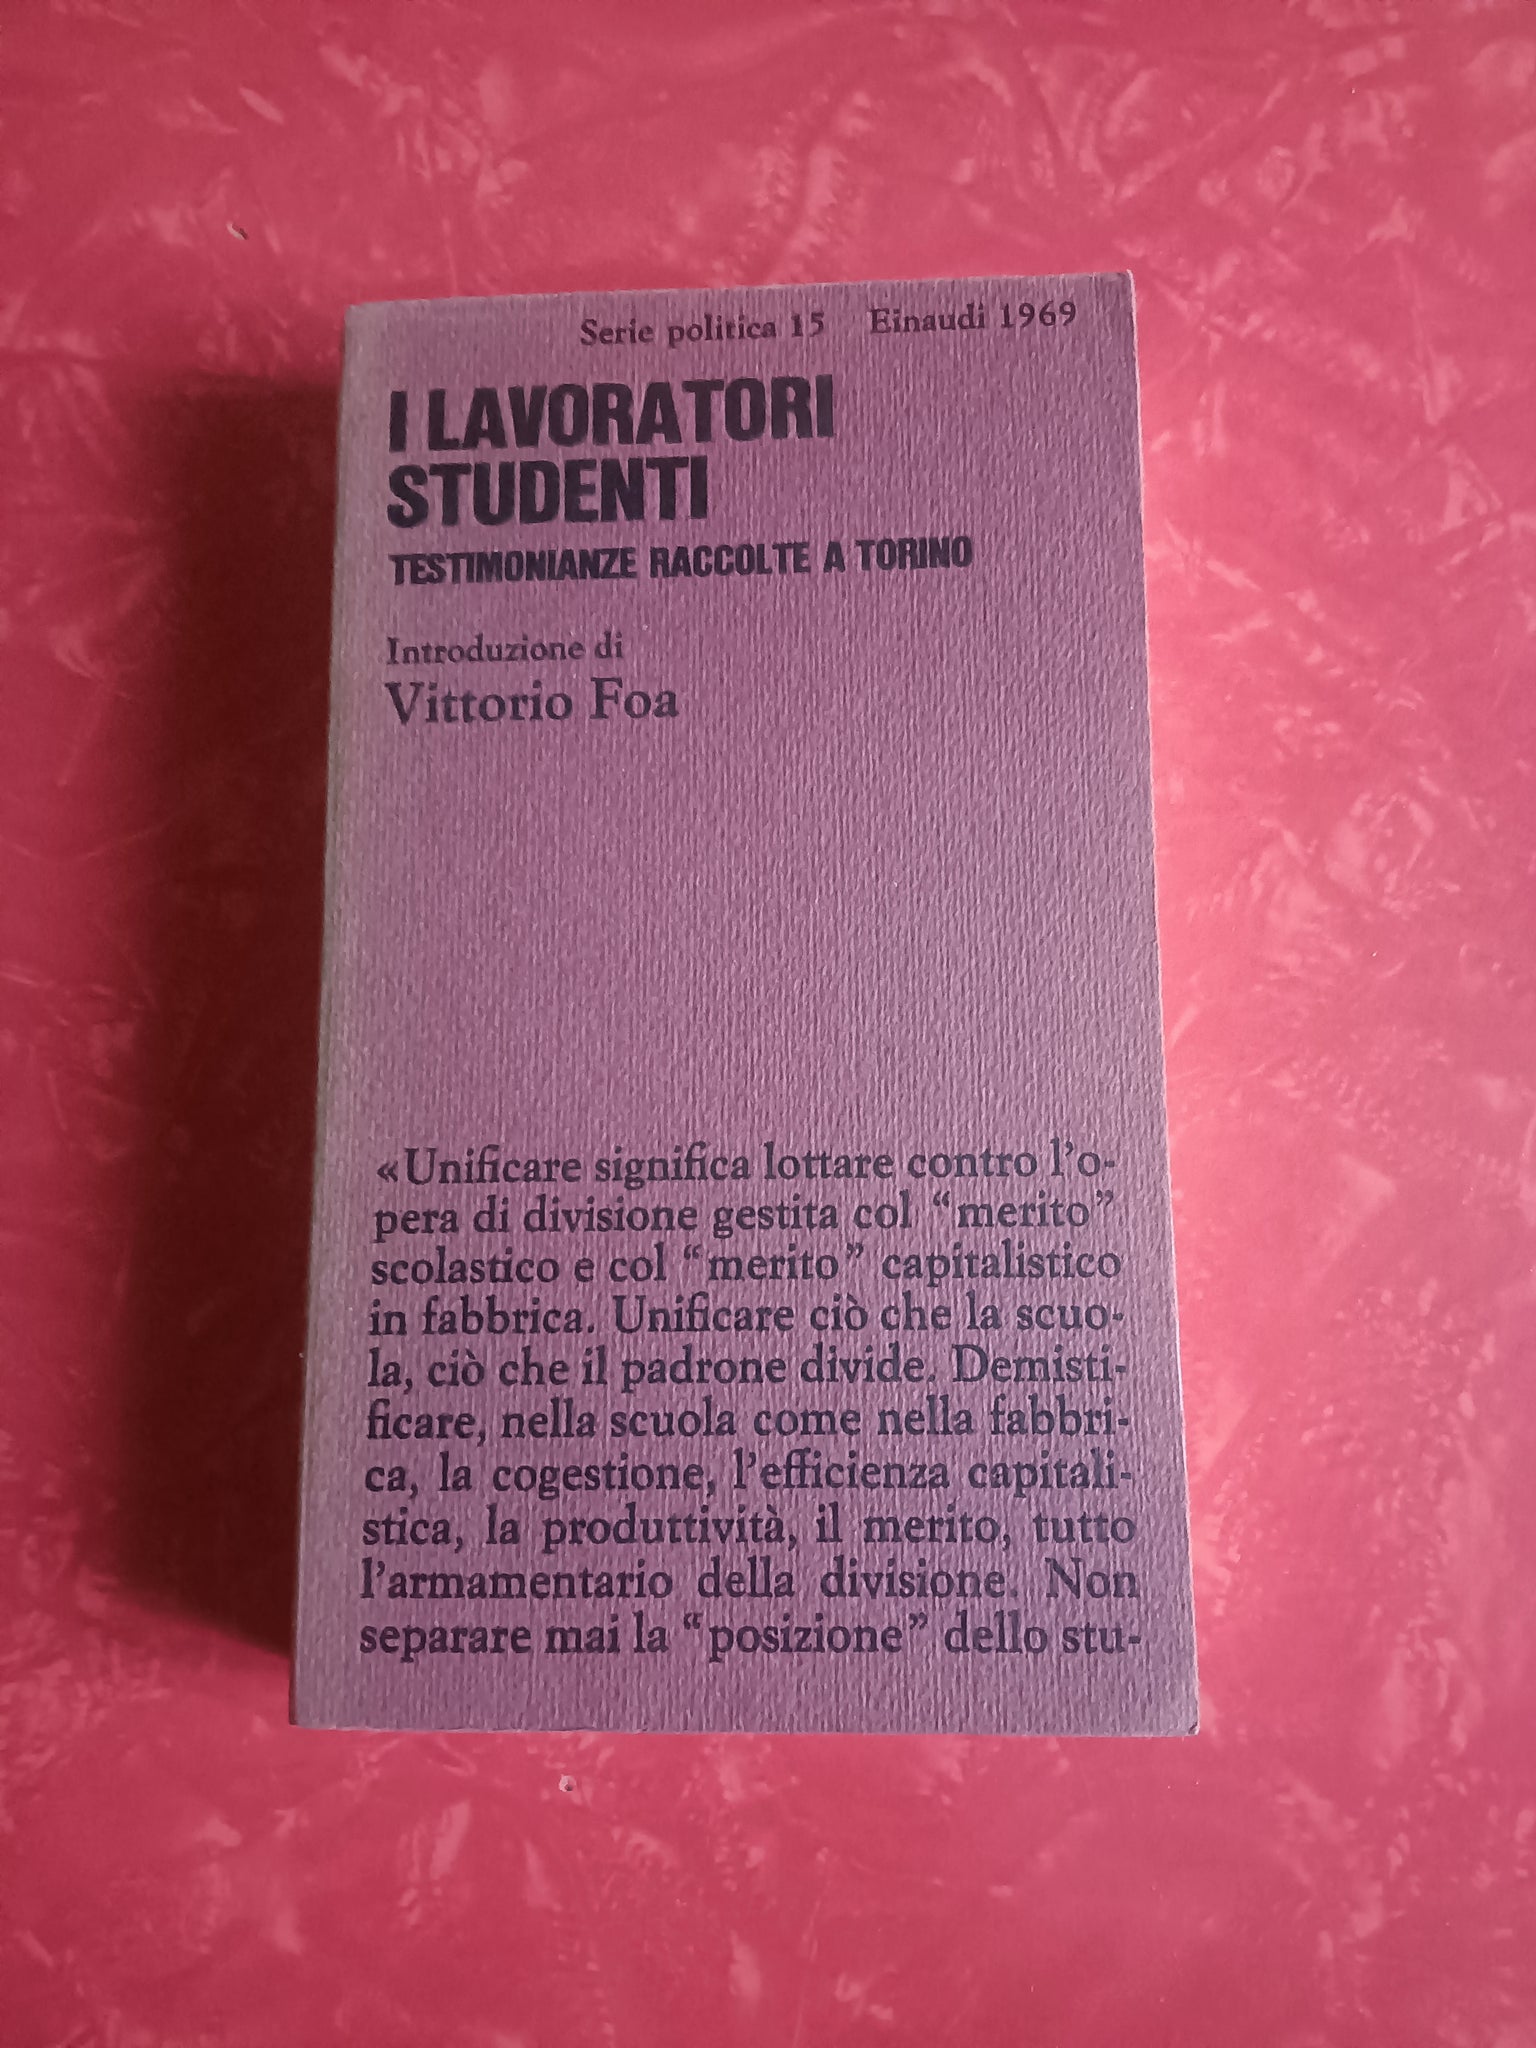 Serie politica 15 Einaudi 1969
I LAVORATORI
STUDENTI
TESTIMONIANZE RACCOLTE A TORINO
Introduzione di
Vittorio Foa
«Unificare significa lottare contro l'o-
pera di divisione gestita col “merito”
scolastico e col “merito” capitalistico
in fabbrica. Unificare ciò che la scuo-
la, ciò che il padrone divide. Demisti-
ficare, nella scuola come nella fabbri-
ca, la cogestione, l'efficienza capitali-
stica, la produttività, il merito, tutto
l'armamentario della divisione. Non
separare mai la “posizione” dello stu-